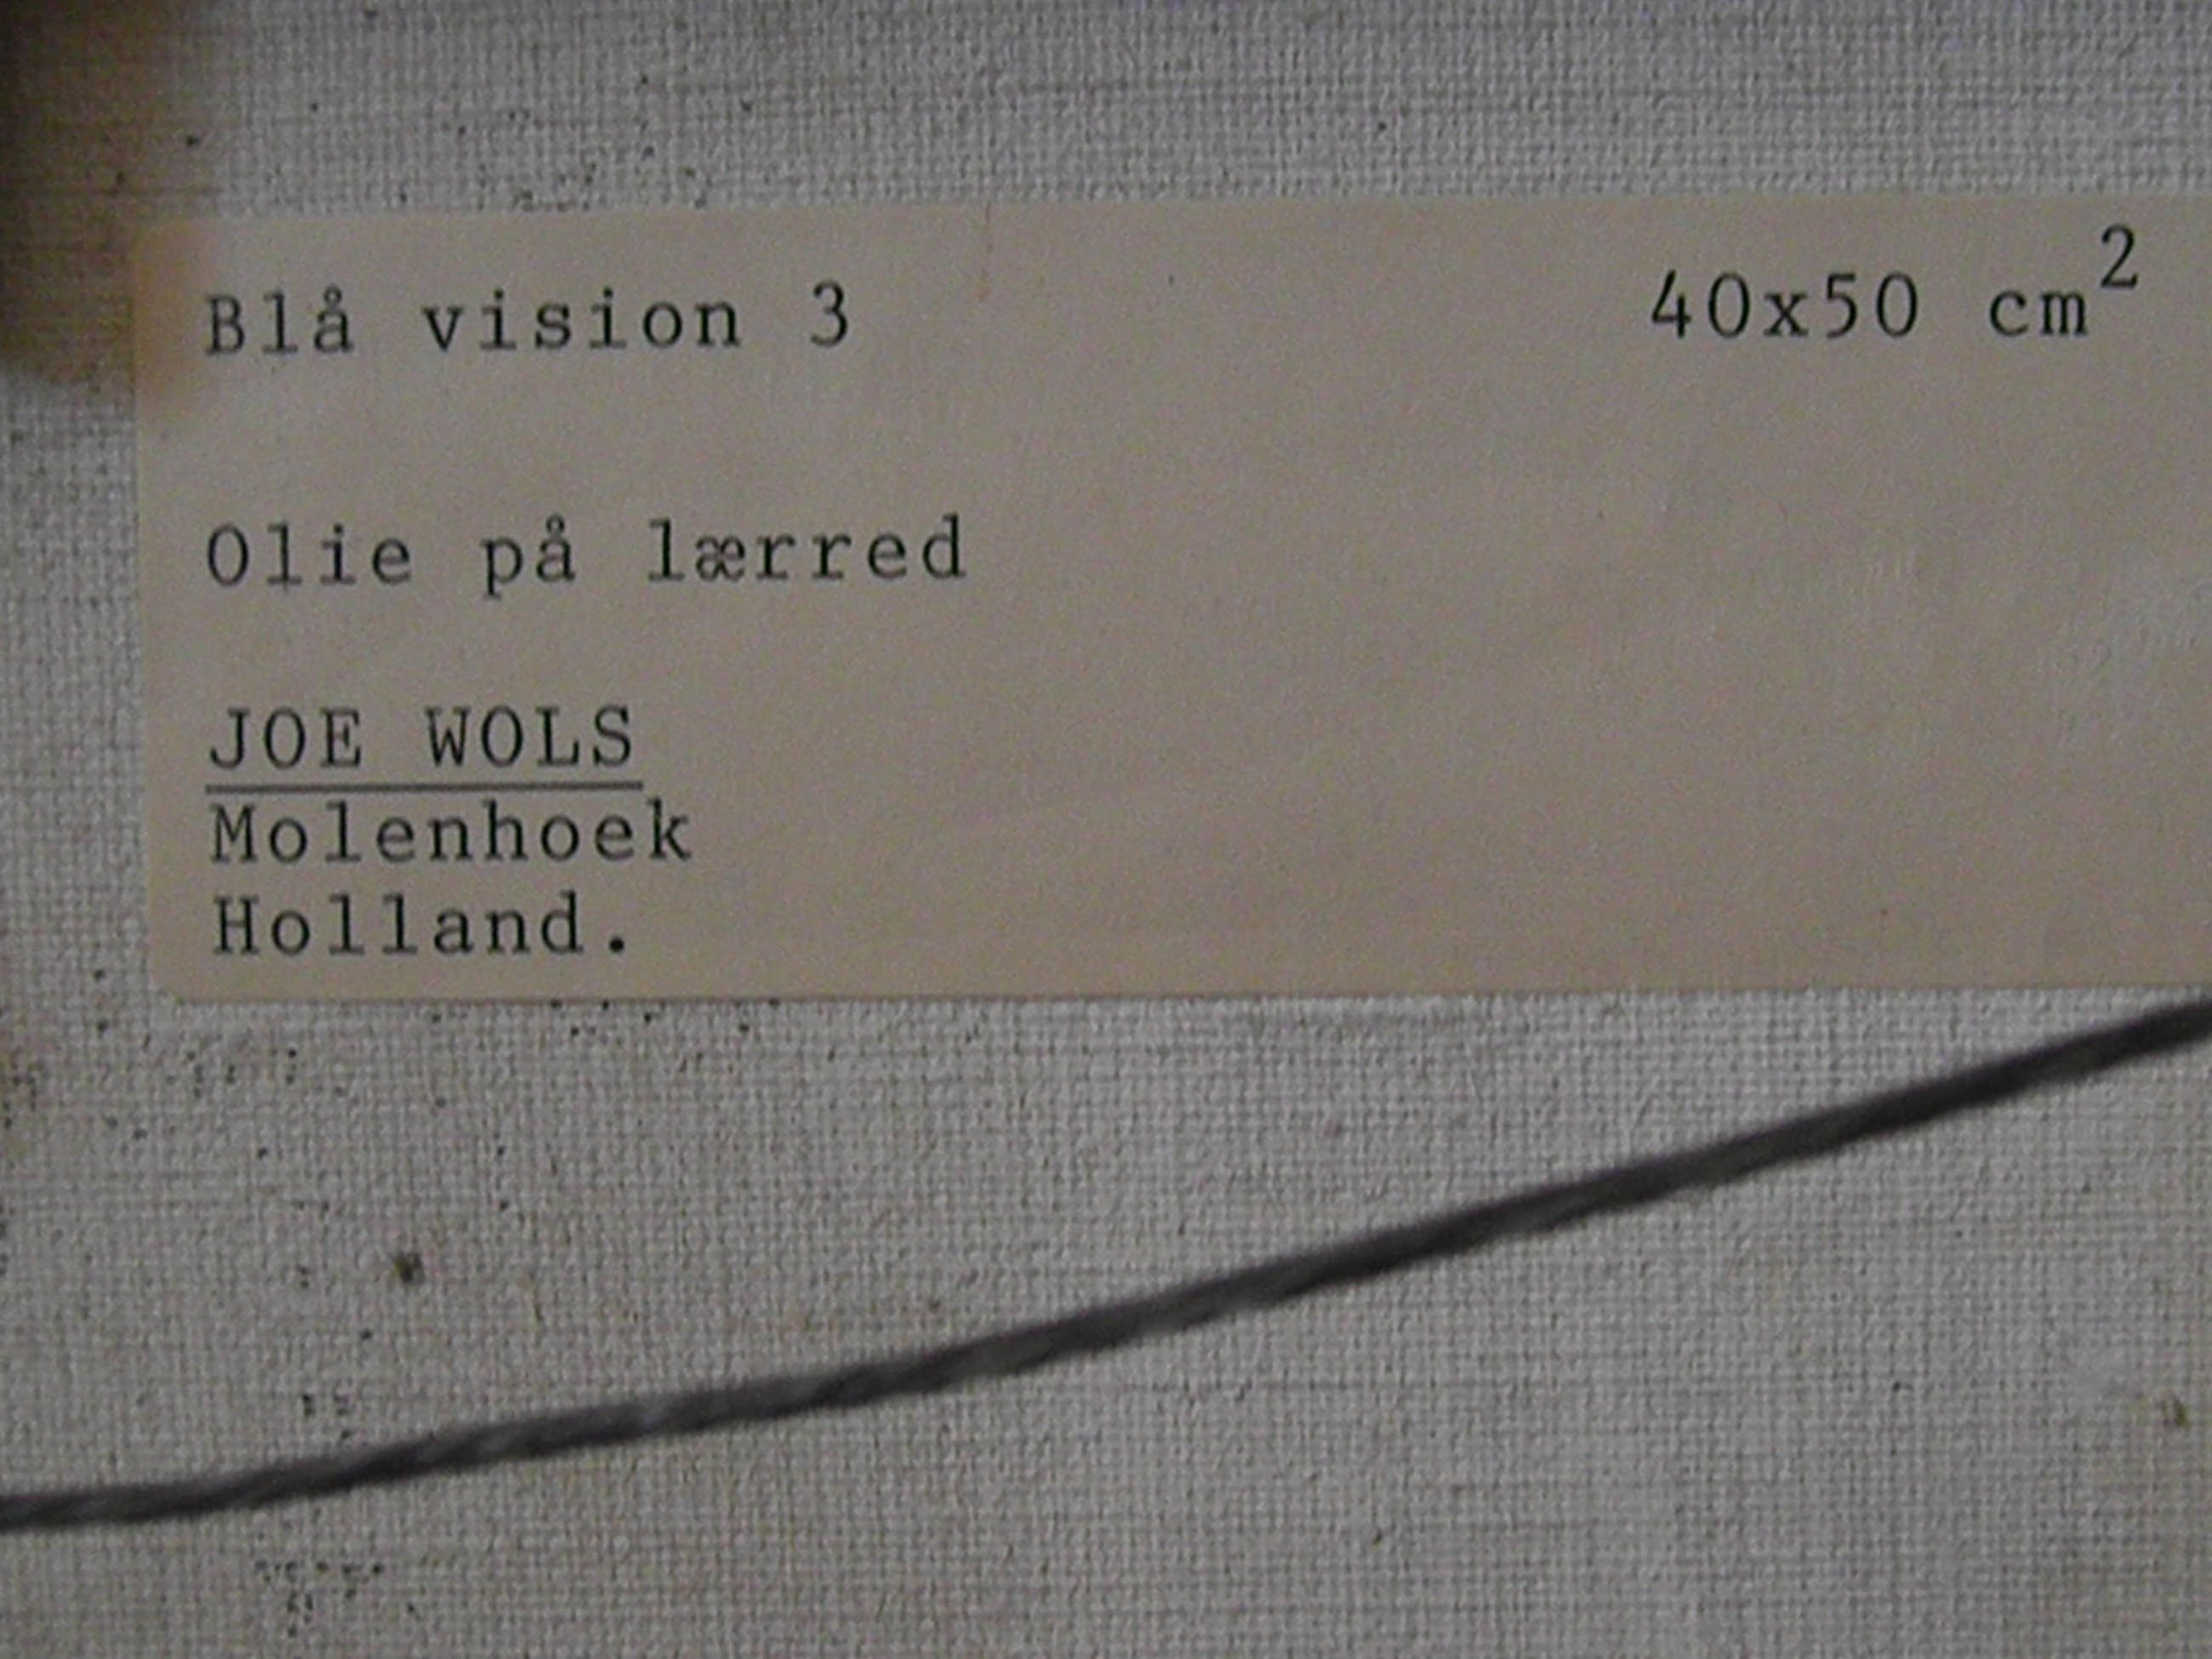 Blå vision 3 40x50 cm²
Olie på lærred
JOE WOLS
Molenhoek
Holland.